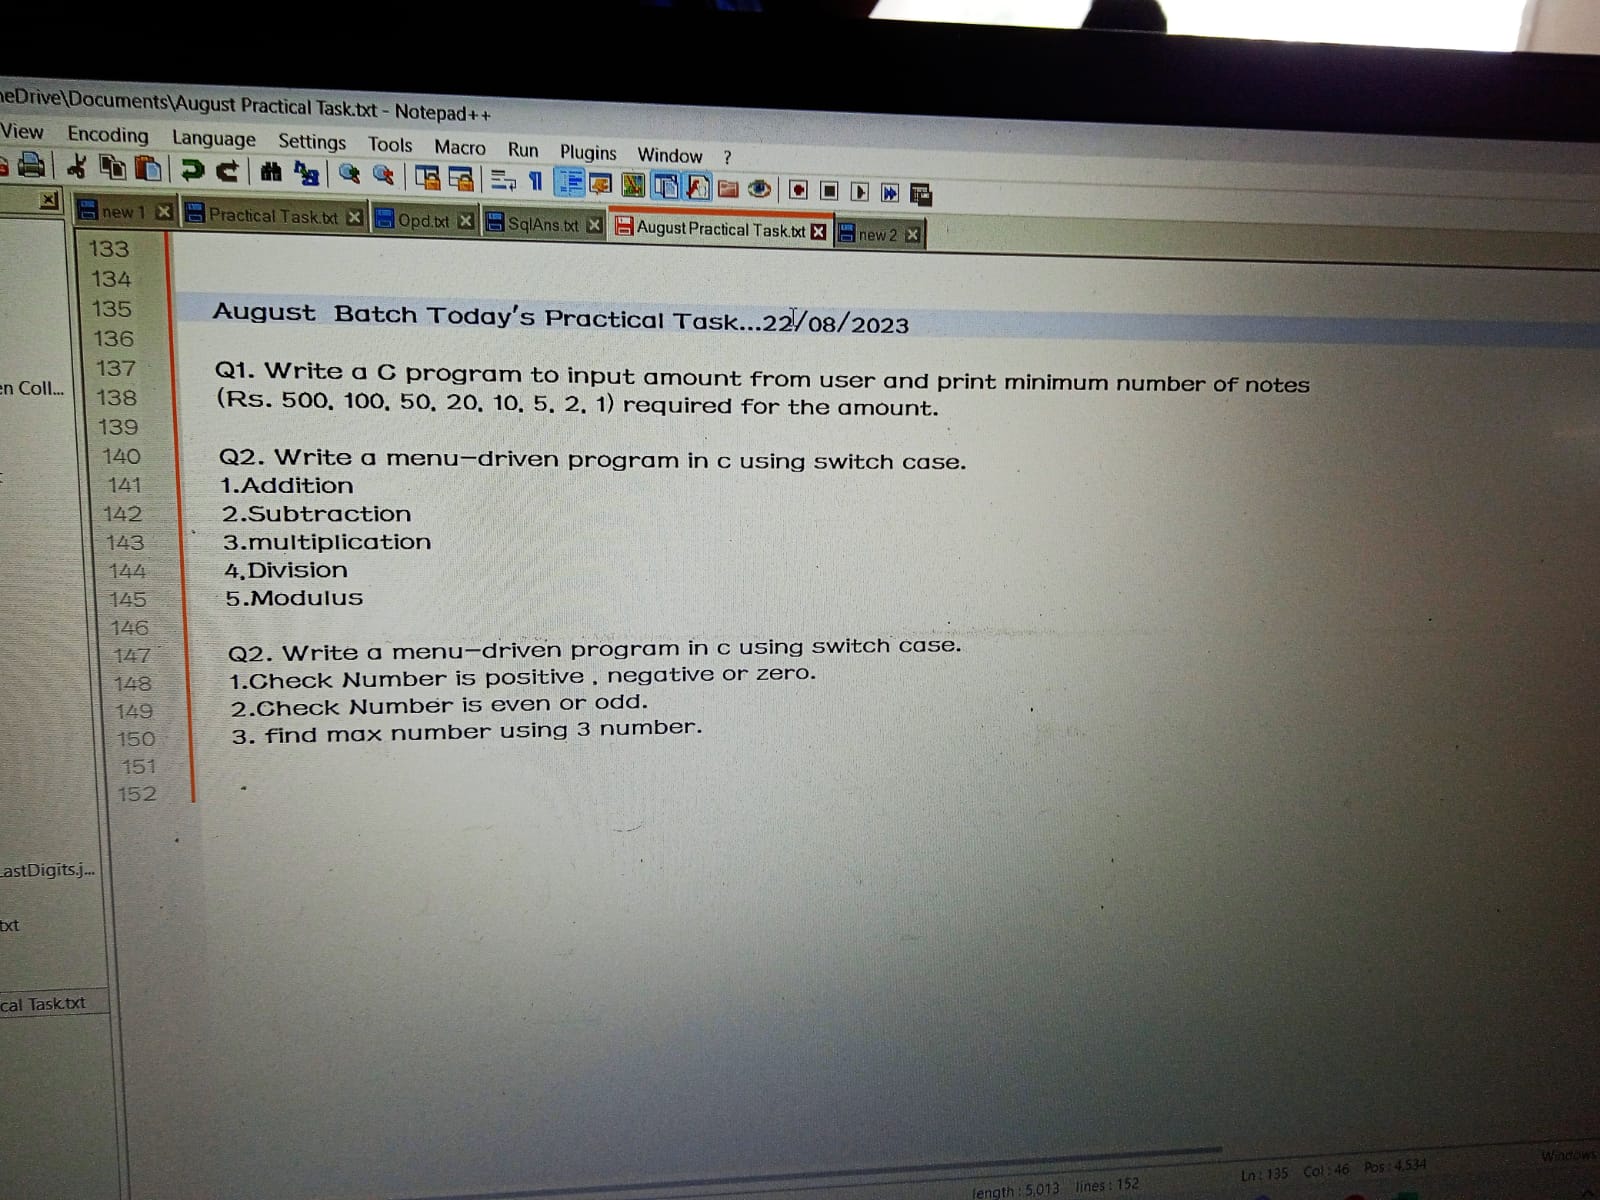 neDrive\Documents\August Practical Task.txt - Notepad++
View Encoding Language Settings Tools Macro Run Plugins Window ?
new 1 Practical Task.txt Opd.txt SqlAns.txt August Practical Task.txt new 2
133
134
135 August Batch Today's Practical Task...22/08/2023
136
137 Q1. Write a C program to input amount from user and print minimum number of notes
138 (Rs. 500, 100, 50, 20, 10, 5, 2, 1) required for the amount.
139
140 Q2. Write a menu-driven program in c using switch case.
141 1.Addition
142 2.Subtraction
143 3.multiplication
144 4.Division
145 5.Modulus
146
147 Q2. Write a menu-driven program in c using switch case.
148 1.Check Number is positive , negative or zero.
149 2.Check Number is even or odd.
150 3. find max number using 3 number.
151
152
en Coll...
LastDigits.j...
txt
cal Task.txt
length : 5,013 lines : 152 Ln : 135 Col : 46 Pos : 4,534 Windows